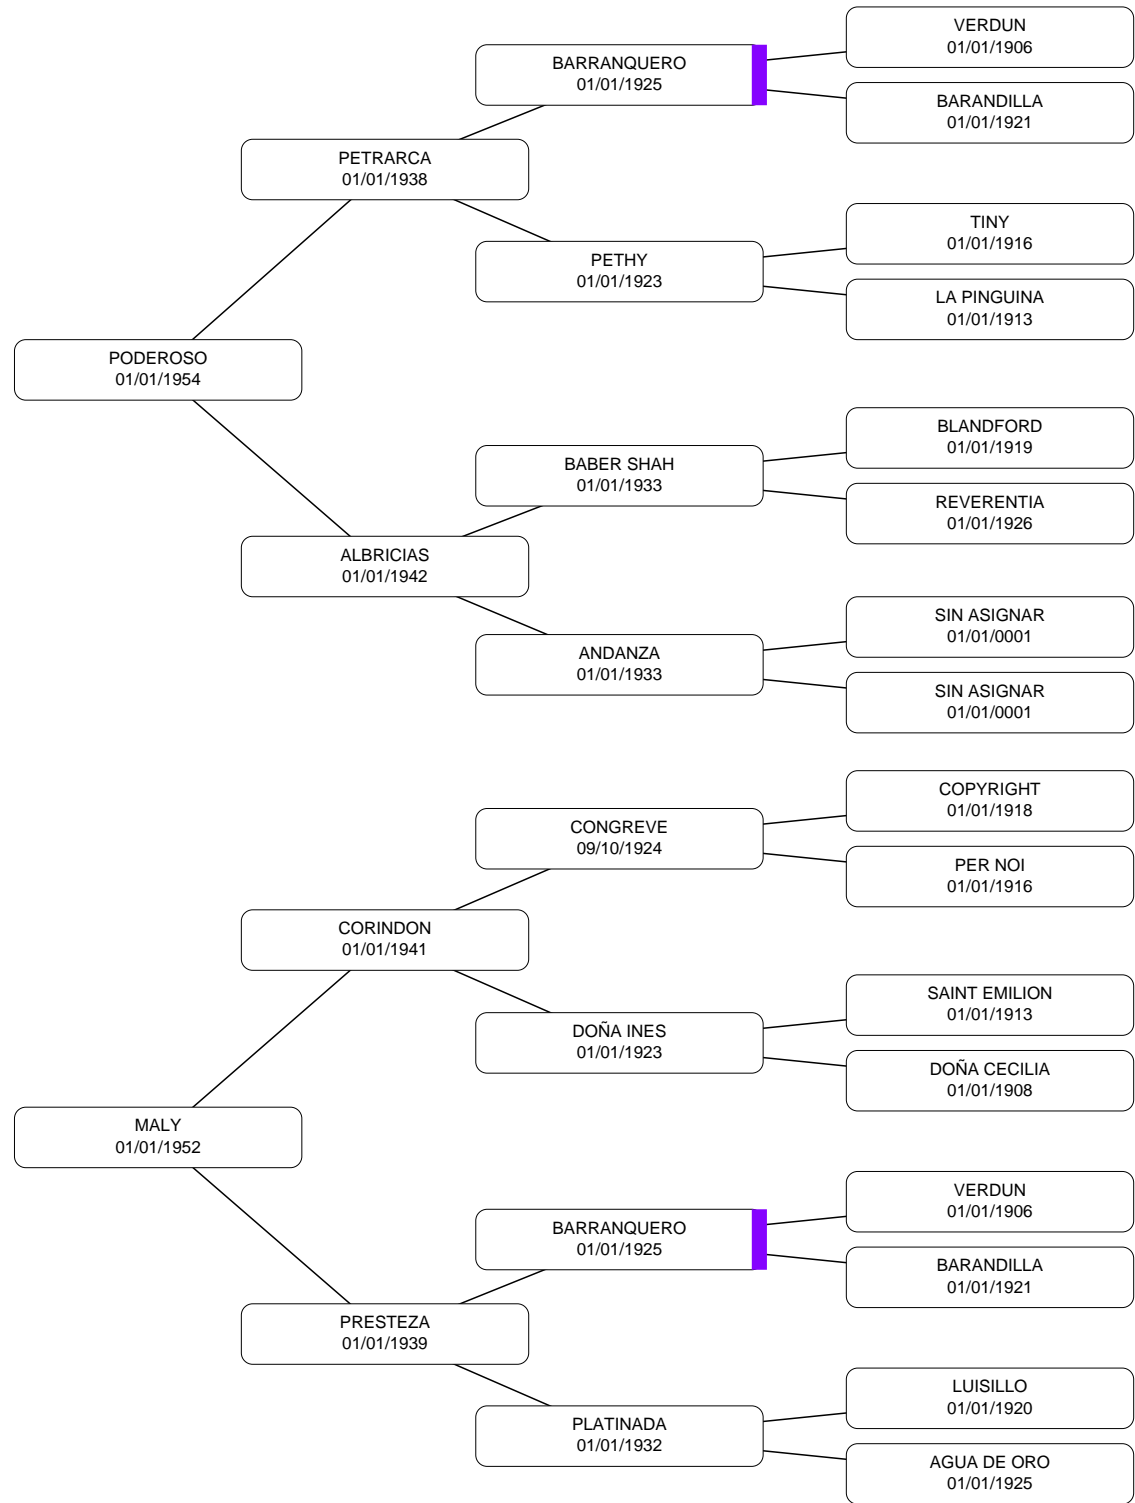 VERDUN
01/01/1906
BARRANQUERO
01/01/1925
BARANDILLA
01/01/1921
PETRARCA
01/01/1938
TINY
01/01/1916
PETHY
01/01/1923
LA PINGUINA
01/01/1913
PODEROSO
01/01/1954
BLANDFORD
01/01/1919
BABER SHAH
01/01/1933
REVERENTIA
01/01/1926
ALBRICIAS
01/01/1942
SIN ASIGNAR
01/01/0001
ANDANZA
01/01/1933
SIN ASIGNAR
01/01/0001
COPYRIGHT
01/01/1918
CONGREVE
09/10/1924
PER NOI
01/01/1916
CORINDON
01/01/1941
SAINT EMILION
01/01/1913
DOÑA INES
01/01/1923
DOÑA CECILIA
01/01/1908
MALY
01/01/1952
VERDUN
01/01/1906
BARRANQUERO
01/01/1925
BARANDILLA
01/01/1921
PRESTEZA
01/01/1939
LUISILLO
01/01/1920
PLATINADA
01/01/1932
AGUA DE ORO
01/01/1925